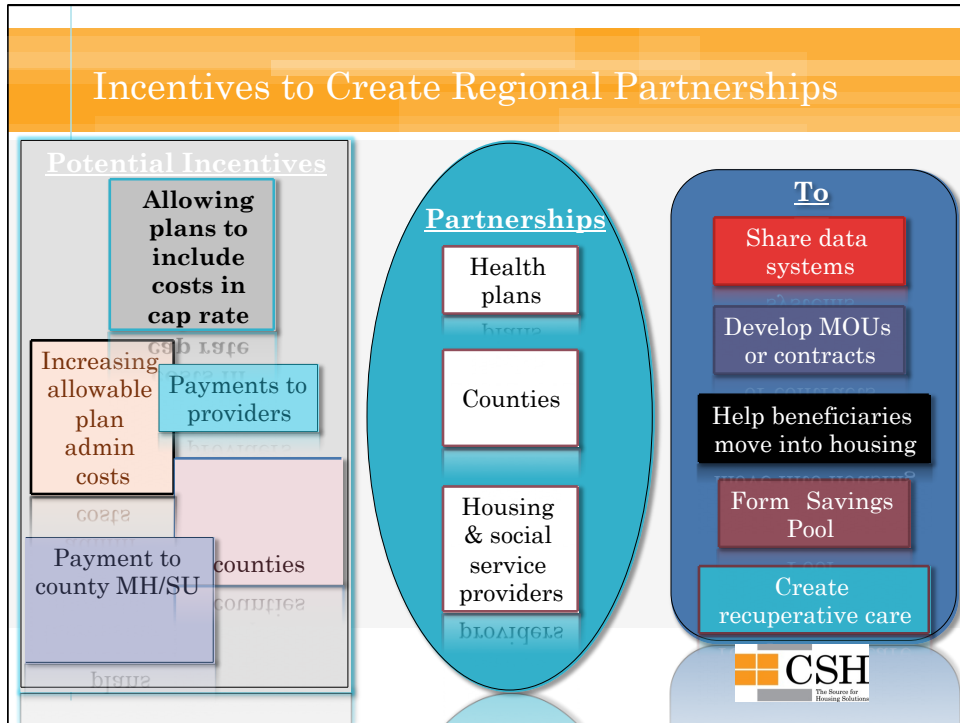 Incentives to Create Regional Partnerships
Potential Incentives
Allowing
plans to
include
costs in
cap rate
Increasing
allowable
plan
admin
costs
Payments to
providers
counties
Payment to
county MH/SU
Partnerships
Health
plans
Counties
Housing
& social
service
providers
To
Share data
systems
Develop MOUs
or contracts
Help beneficiaries
move into housing
Form Savings
Pool
Create
recuperative care
CSH
The Source for
Housing Solutions